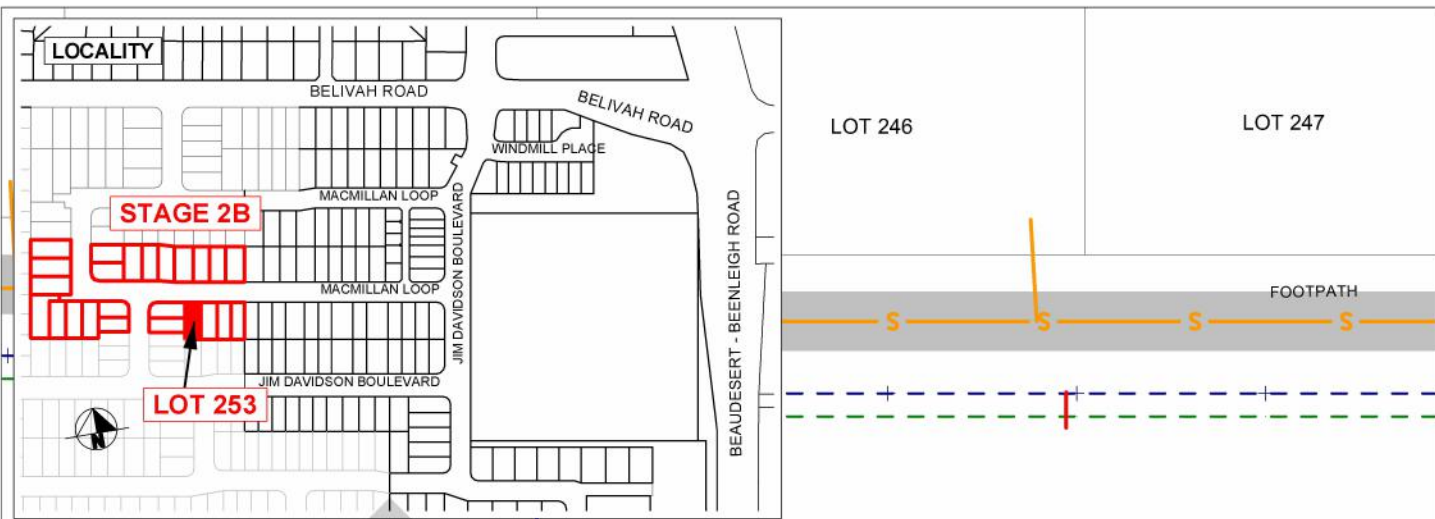 LOCALITY
BELIVAH ROAD
BELIVAH ROAD
WINDMILL PLACE
MACMILLAN LOOP
STAGE 2B
JIM DAVIDSON BOULEVARD
BEAUDESERT - BEENLEIGH ROAD
MACMILLAN LOOP
JIM DAVIDSON BOULEVARD
LOT 253
N
LOT 246
LOT 247
FOOTPATH
S S S S